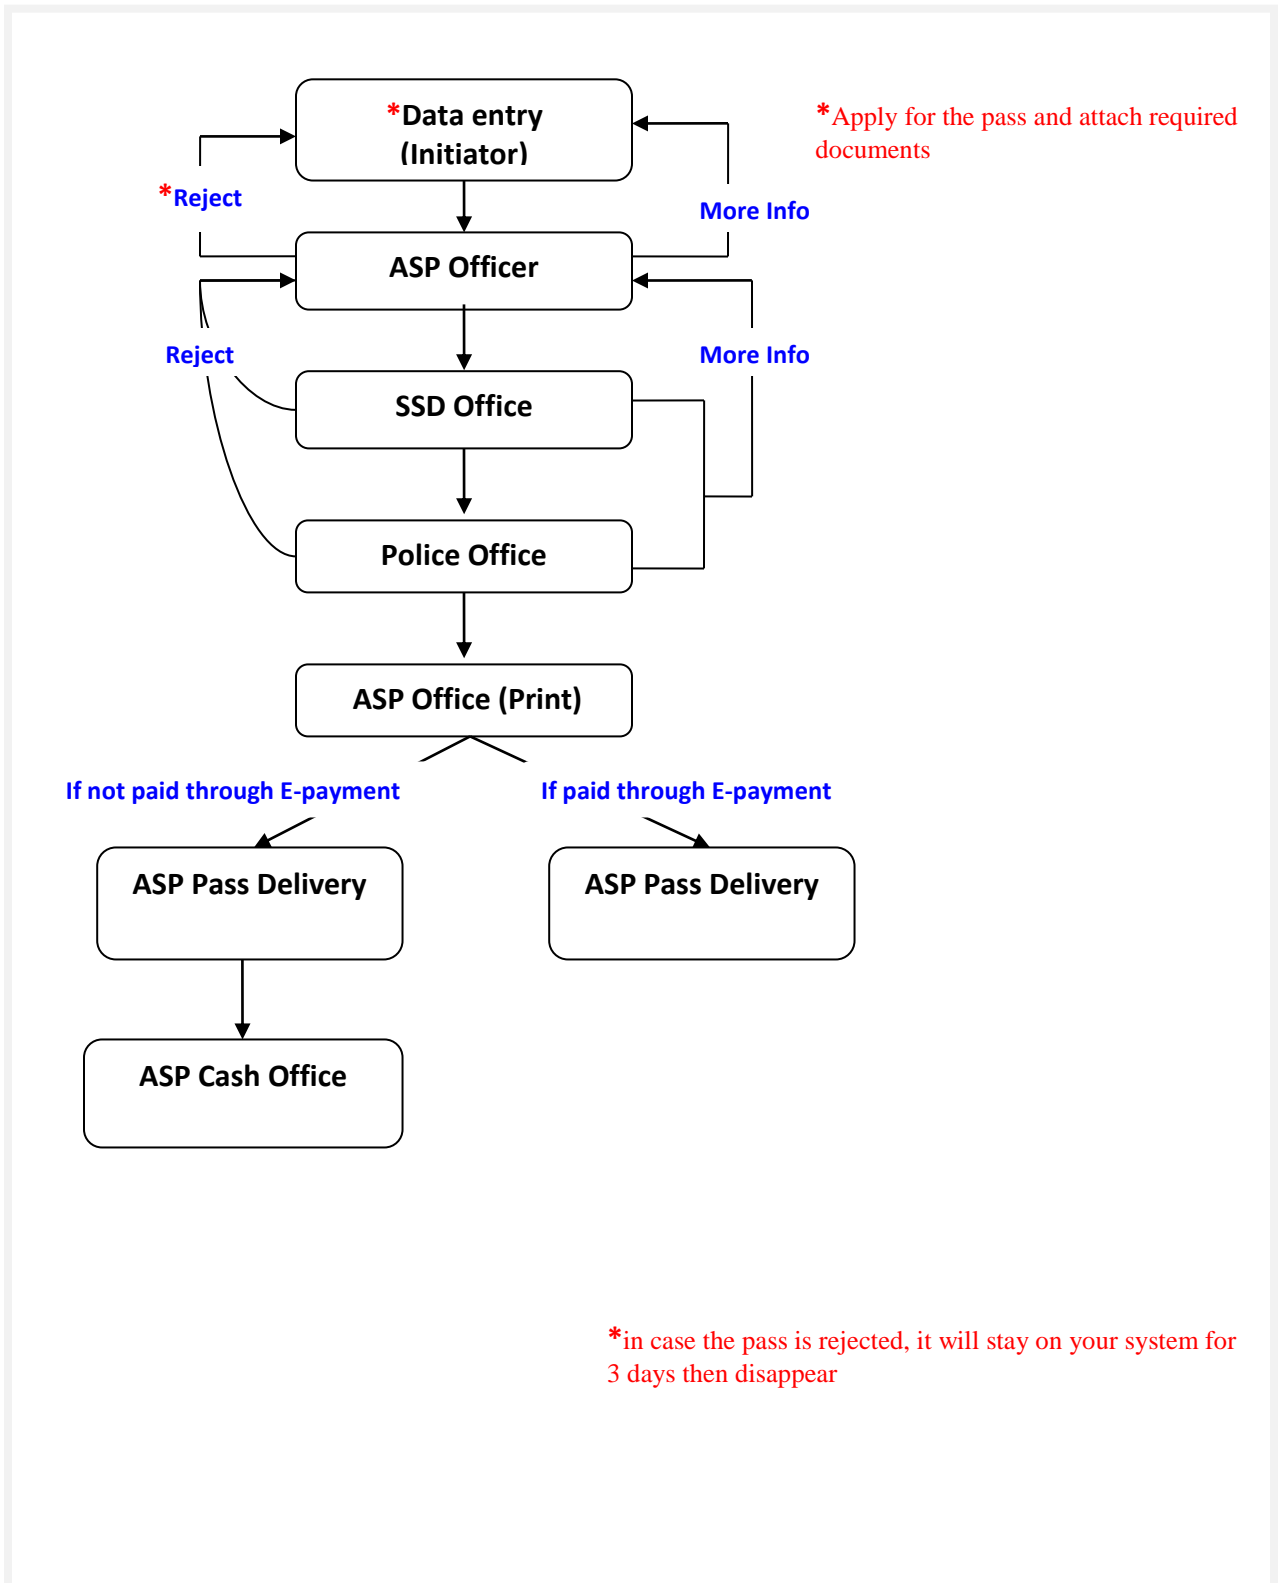 *Data entry
(Initiator)
*Apply for the pass and attach required
documents
*Reject
More Info
ASP Officer
Reject
More Info
SSD Office
Police Office
ASP Office (Print)
If not paid through E-payment
If paid through E-payment
ASP Pass Delivery
ASP Pass Delivery
ASP Cash Office
*in case the pass is rejected, it will stay on your system for
3 days then disappear